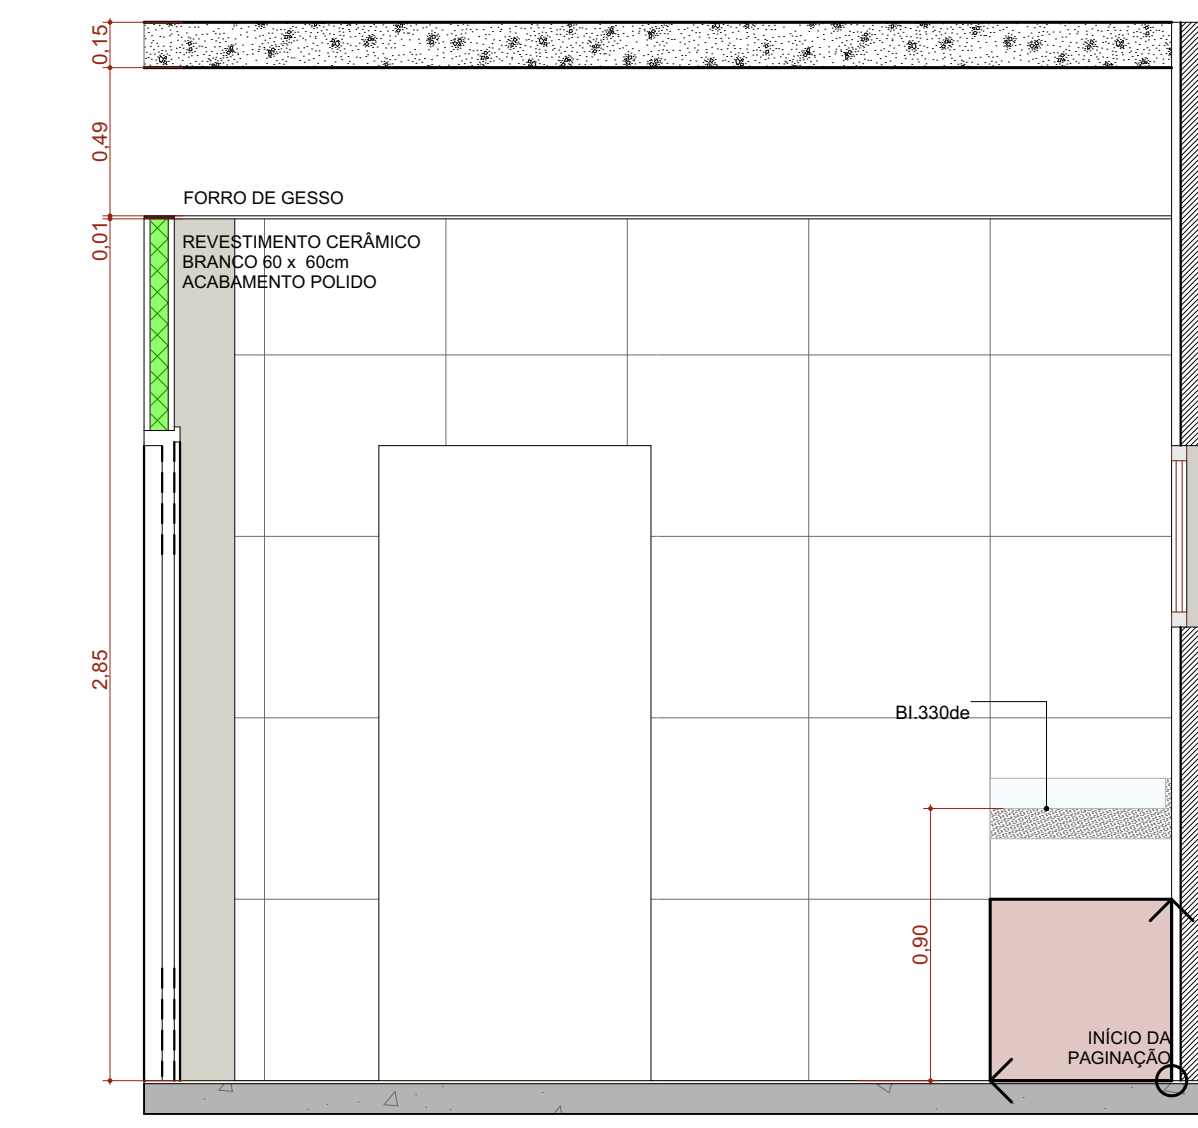 0,15
0,49
FORRO DE GESSO
0,01
REVESTIMENTO CERÂMICO
BRANCO 60 x 60cm
ACABAMENTO POLIDO
2,85
BI.330de
0,90
INÍCIO DA
PAGINAÇÃO